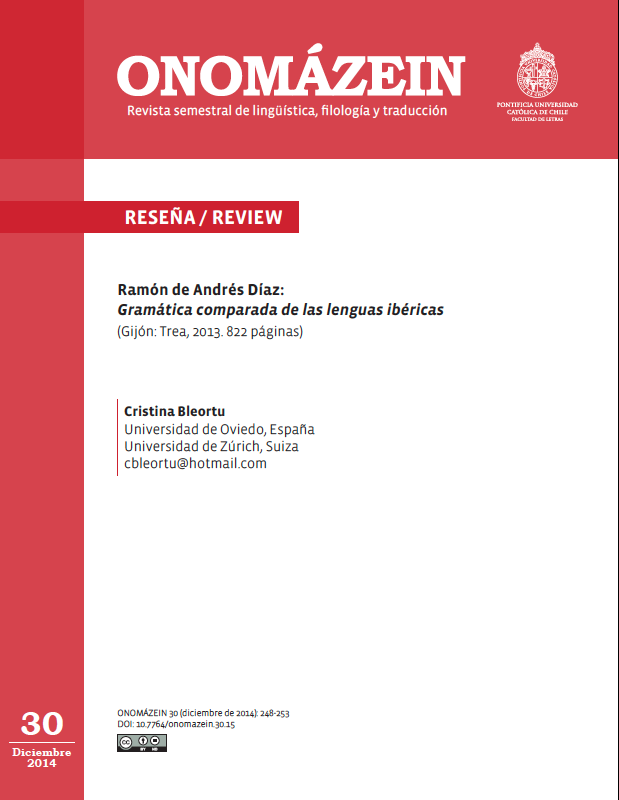 ONOMÁZEIN
Revista semestral de lingüística, filología y traducción
PONTIFICIA UNIVERSIDAD
CATÓLICA DE CHILE
FACULTAD DE LETRAS
RESEÑA / REVIEW
Ramón de Andrés Díaz:
Gramática comparada de las lenguas ibéricas
(Gijón: Trea, 2013. 822 páginas)
Cristina Bleortu
Universidad de Oviedo, España
Universidad de Zúrich, Suiza
cbleortu@hotmail.com
30
Diciembre
2014
ONOMÁZEIN 30 (diciembre de 2014): 248-253
DOI: 10.7764/onomazein.30.15
CC
BY ND